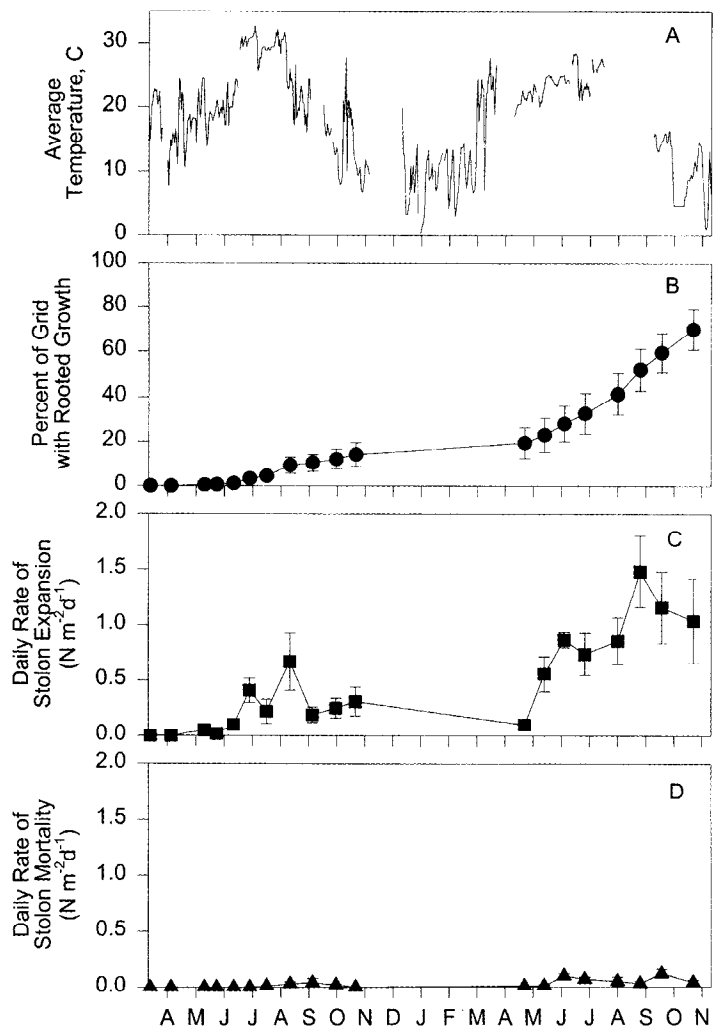 A
Average
Temperature, C
30
20
10
0
A M J J A S O N D J F M A M J J A S O N
B
Percent of Grid
with Rooted Growth
100
80
60
40
20
0
C
Daily Rate of
Stolon Expansion
(N m-2d-1)
2.0
1.5
1.0
0.5
0.0
D
Daily Rate of
Stolon Mortality
(N m-2d-1)
2.0
1.5
1.0
0.5
0.0
A M J J A S O N D J F M A M J J A S O N